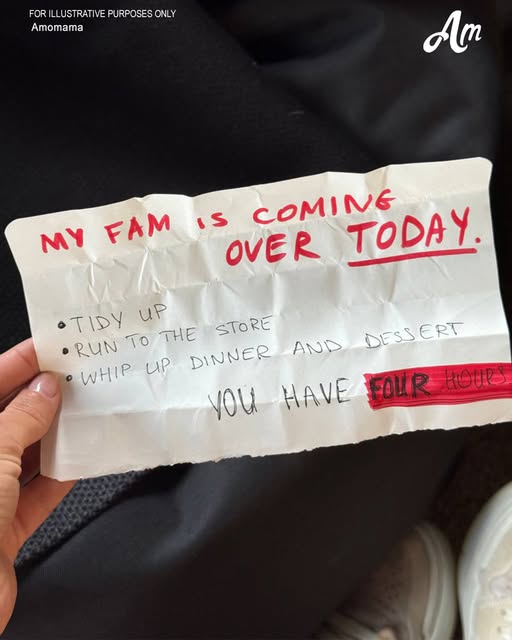 FOR ILLUSTRATIVE PURPOSES ONLY
Amomama
Am
MY FAM IS COMING
OVER TODAY.
• TIDY UP
• RUN TO THE STORE
• WHIP UP DINNER AND DESSERT
YOU HAVE FOUR HOURS